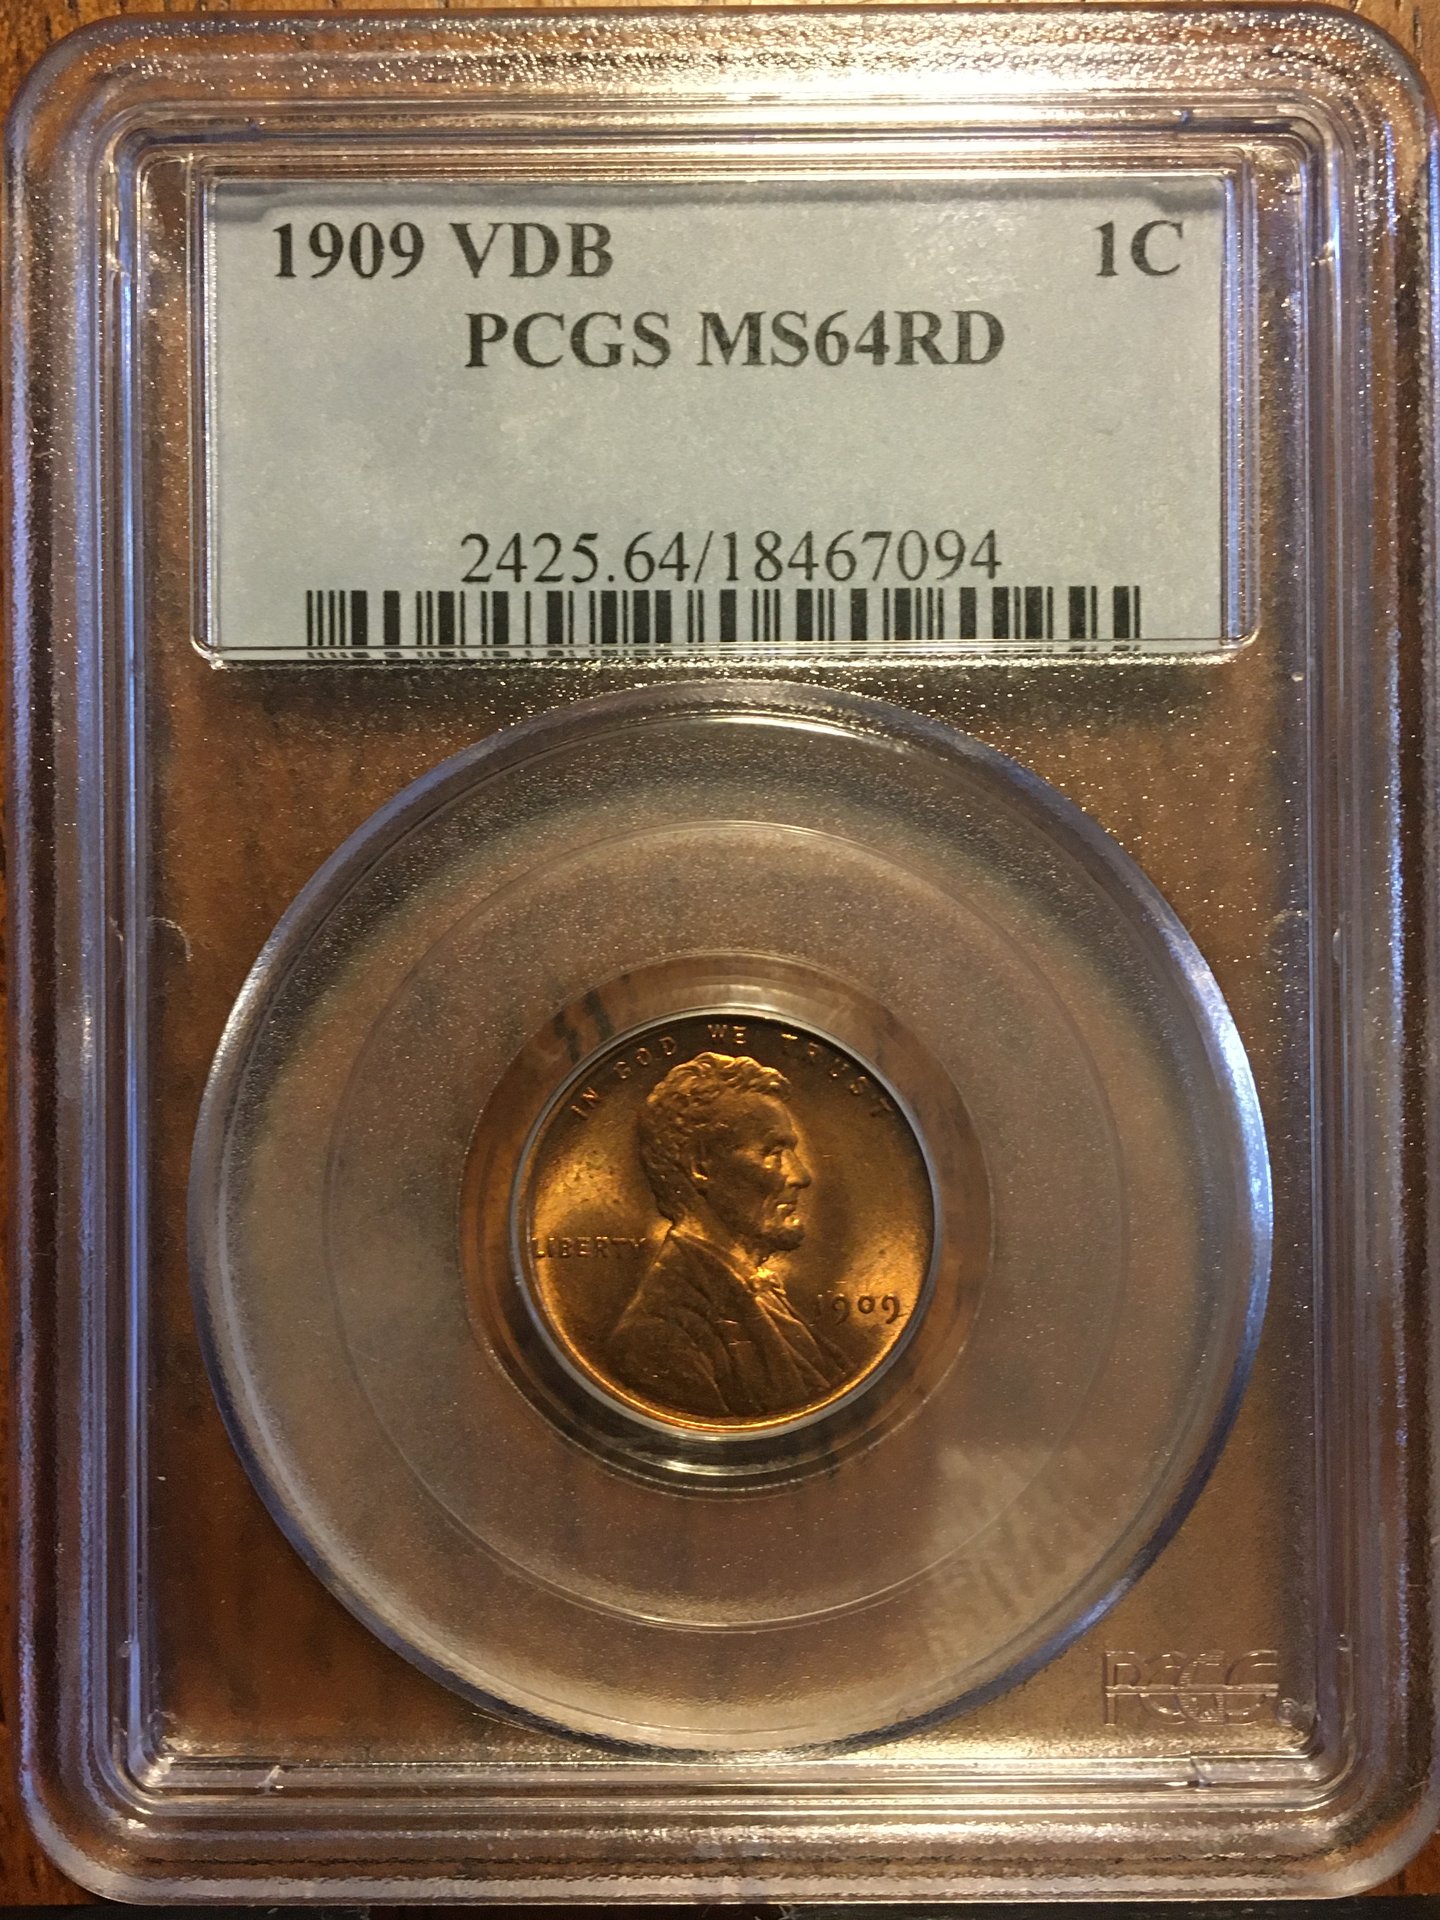 1909 VDB 1C
PCGS MS64RD
2425.64/18467094
IN GOD WE TRUST
LIBERTY
1909
PCGS